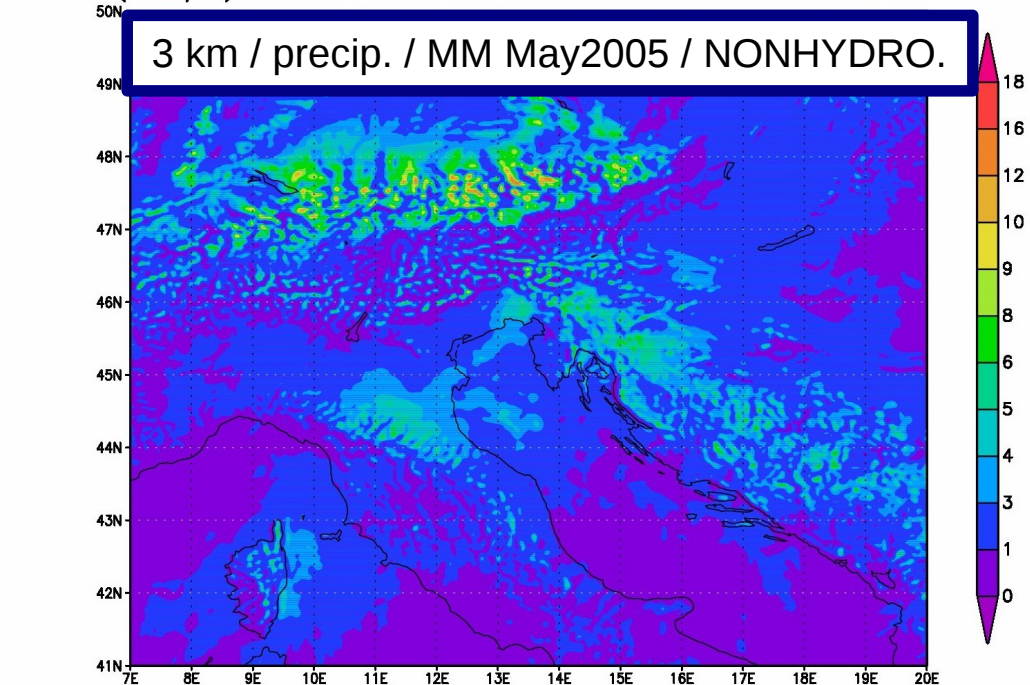 50N
3 km / precip. / MM May2005 / NONHYDRO.
49N
48N
47N
46N
45N
44N
43N
42N
41N
7E 8E 9E 10E 11E 12E 13E 14E 15E 16E 17E 18E 19E 20E
18
16
12
10
9
8
6
5
4
3
1
0